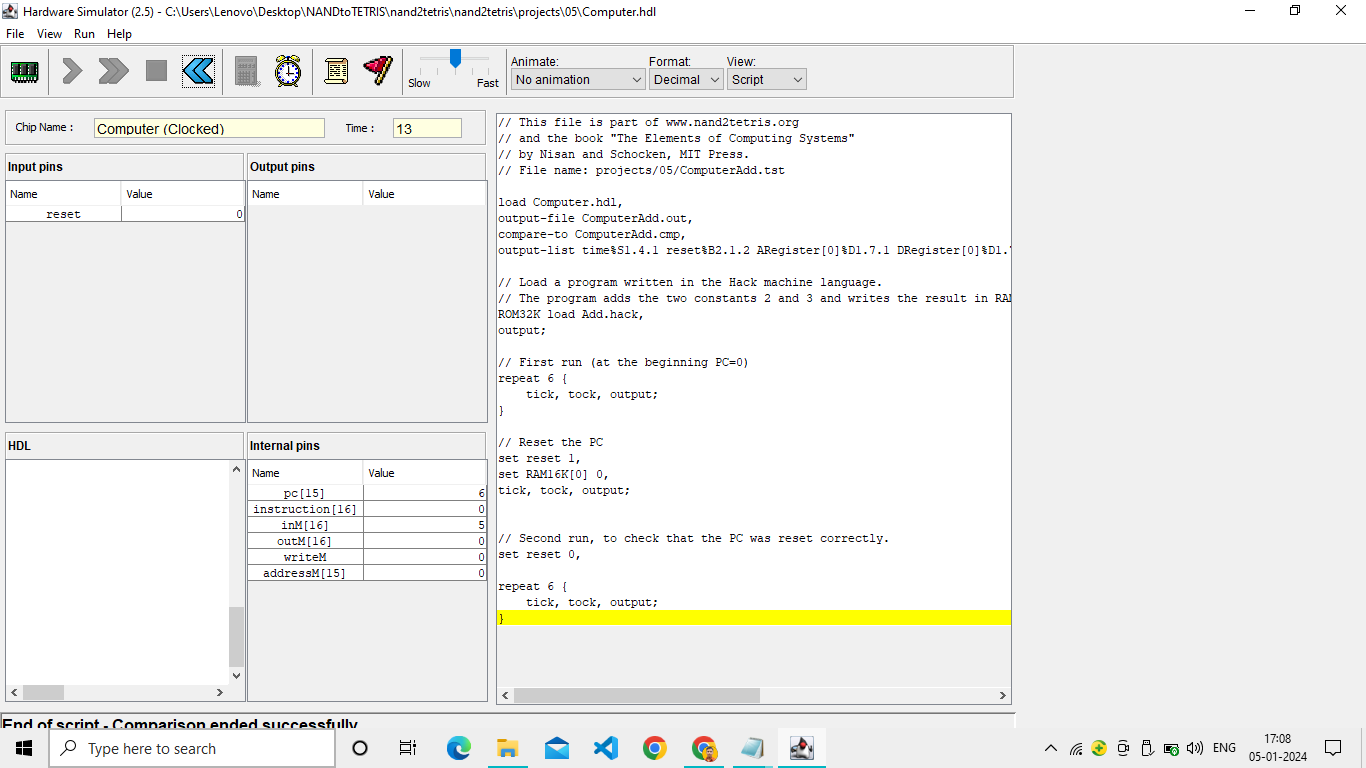 Hardware Simulator (2.5) - C:\Users\Lenovo\Desktop\NANDtoTETRIS\nand2tetris\nand2tetris\projects\05\Computer.hdl
File View Run Help
Slow Fast
Animate: Format: View:
No animation Decimal Script
Chip Name : Computer (Clocked) Time : 13
Input pins
Name Value
reset 0
Output pins
Name Value
HDL
Internal pins
Name Value
pc[15] 6
instruction[16] 0
inM[16] 5
outM[16] 0
writeM 0
addressM[15] 0
// This file is part of www.nand2tetris.org
// and the book "The Elements of Computing Systems"
// by Nisan and Schocken, MIT Press.
// File name: projects/05/ComputerAdd.tst
load Computer.hdl,
output-file ComputerAdd.out,
compare-to ComputerAdd.cmp,
output-list time%S1.4.1 reset%B2.1.2 ARegister[0]%D1.7.1 DRegister[0]%D1.
// Load a program written in the Hack machine language.
// The program adds the two constants 2 and 3 and writes the result in RA
ROM32K load Add.hack,
output;
// First run (at the beginning PC=0)
repeat 6 {
    tick, tock, output;
}
// Reset the PC
set reset 1,
set RAM16K[0] 0,
tick, tock, output;
// Second run, to check that the PC was reset correctly.
set reset 0,
repeat 6 {
    tick, tock, output;
}
End of script - Comparison ended successfully
Type here to search
ENG
17:08
05-01-2024